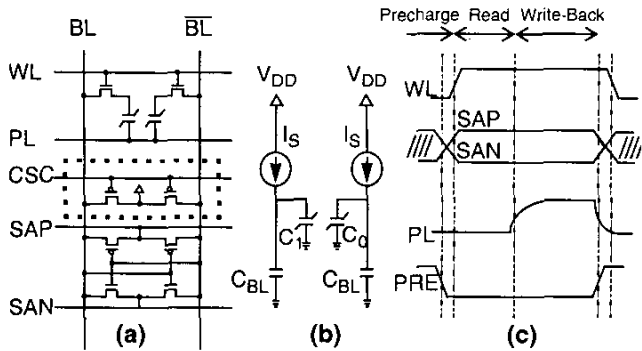 BL
B̅L̅
WL
PL
CSC
SAP
SAN
(a)
V_DD
V_DD
I_S
I_S
C_1
C_0
C_BL
C_BL
(b)
Precharge Read Write-Back
WL
SAP
SAN
PL
PRE
(c)